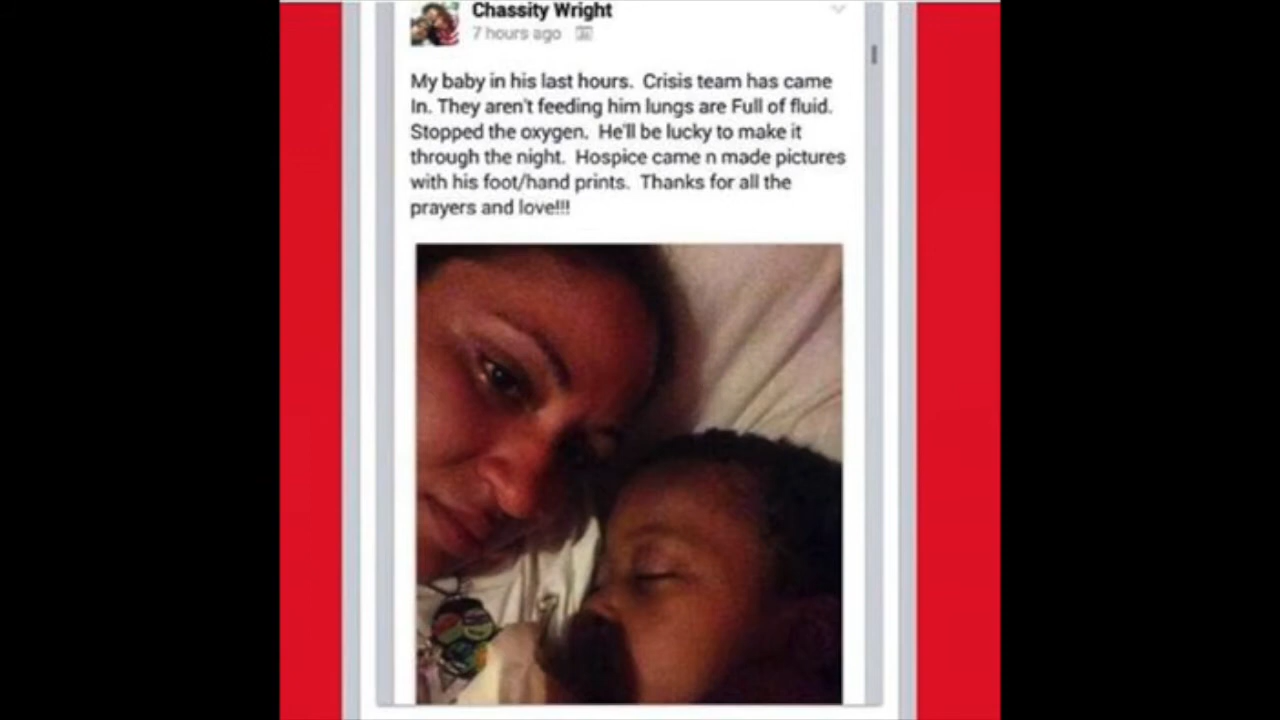 Chassity Wright
7 hours ago
My baby in his last hours. Crisis team has came
In. They aren't feeding him lungs are Full of fluid.
Stopped the oxygen. He'll be lucky to make it
through the night. Hospice came n made pictures
with his foot/hand prints. Thanks for all the
prayers and love!!!